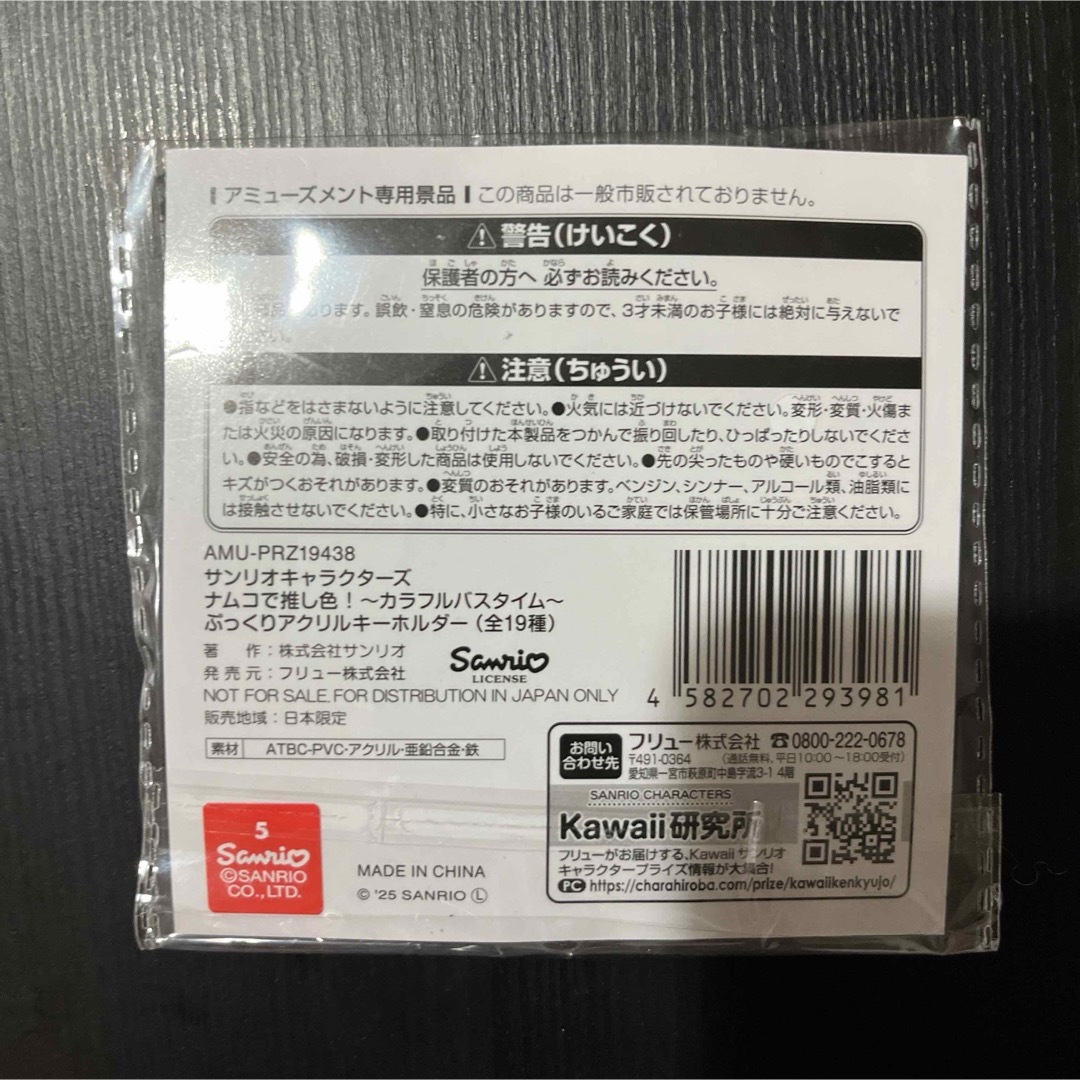 アミューズメント専用景品 この商品は一般市販されておりません。
⚠警告(けいこく)
保護者の方へ 必ずお読みください。
あります。誤飲・窒息の危険がありますので、3才未満のお子様には絶対に与えないで
さい。
⚠注意(ちゅうい)
●指などをはさまないように注意してください。●火気には近づけないでください。変形・変質・火傷ま
たは火災の原因になります。●取り付けた本製品をつかんで振り回したり、ひっぱったりしないでくださ
い。●安全の為、破損・変形した商品は使用しないでください。●先の尖ったものや硬いものでこすると
キズがつくおそれがあります。●変質のおそれがあります。ベンジン、シンナー、アルコール類、油脂類に
は接触させないでください。●特に、小さなお子様のいるご家庭では保管場所に十分ご注意ください。
AMU-PRZ19438
サンリオキャラクターズ
ナムコで推し色!~カラフルバスタイム~
ぷっくりアクリルキーホルダー(全19種)
著 作:株式会社サンリオ
発売元:フリュー株式会社
Sanrio
LICENSE
NOT FOR SALE. FOR DISTRIBUTION IN JAPAN ONLY
販売地域:日本限定
4 582702 293981
素材 ATBC-PVC・アクリル・亜鉛合金・鉄
お問い
合わせ先
フリュー株式会社 ☎0800-222-0678
〒491-0364 (通話無料、平日10:00~18:00受付)
愛知県一宮市萩原町中島字流3-1 4階
SANRIO CHARACTERS
Kawaii研究所
フリューがお届けする、Kawaii サンリオ
キャラクタープライズ情報が大集合!
PC https://charahiroba.com/prize/kawaiikenkyujo/
5
Sanrio
©SANRIO
CO.,LTD.
MADE IN CHINA
© '25 SANRIO Ⓛ